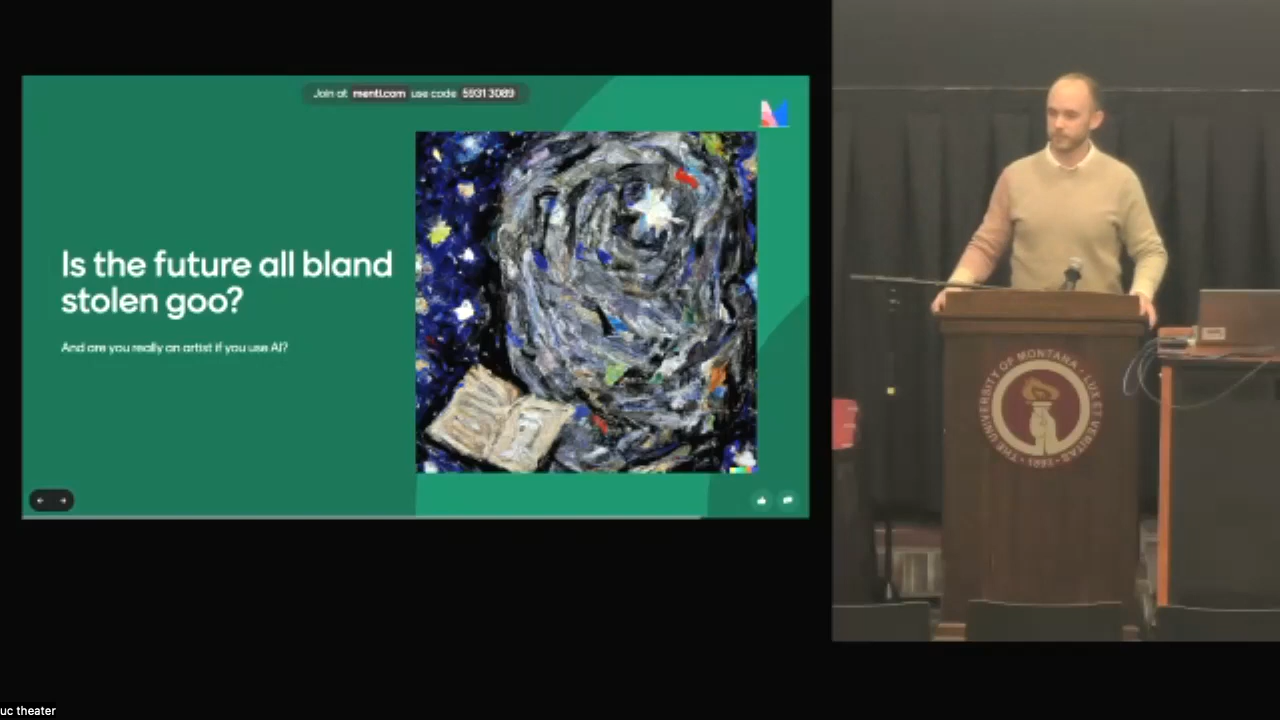 Join at menti.com use code 5931 3089
Is the future all bland
stolen goo?
And are you really an artist if you use AI?
THE UNIVERSITY OF MONTANA · LUX ET VERITAS · 1893 ·
uc theater